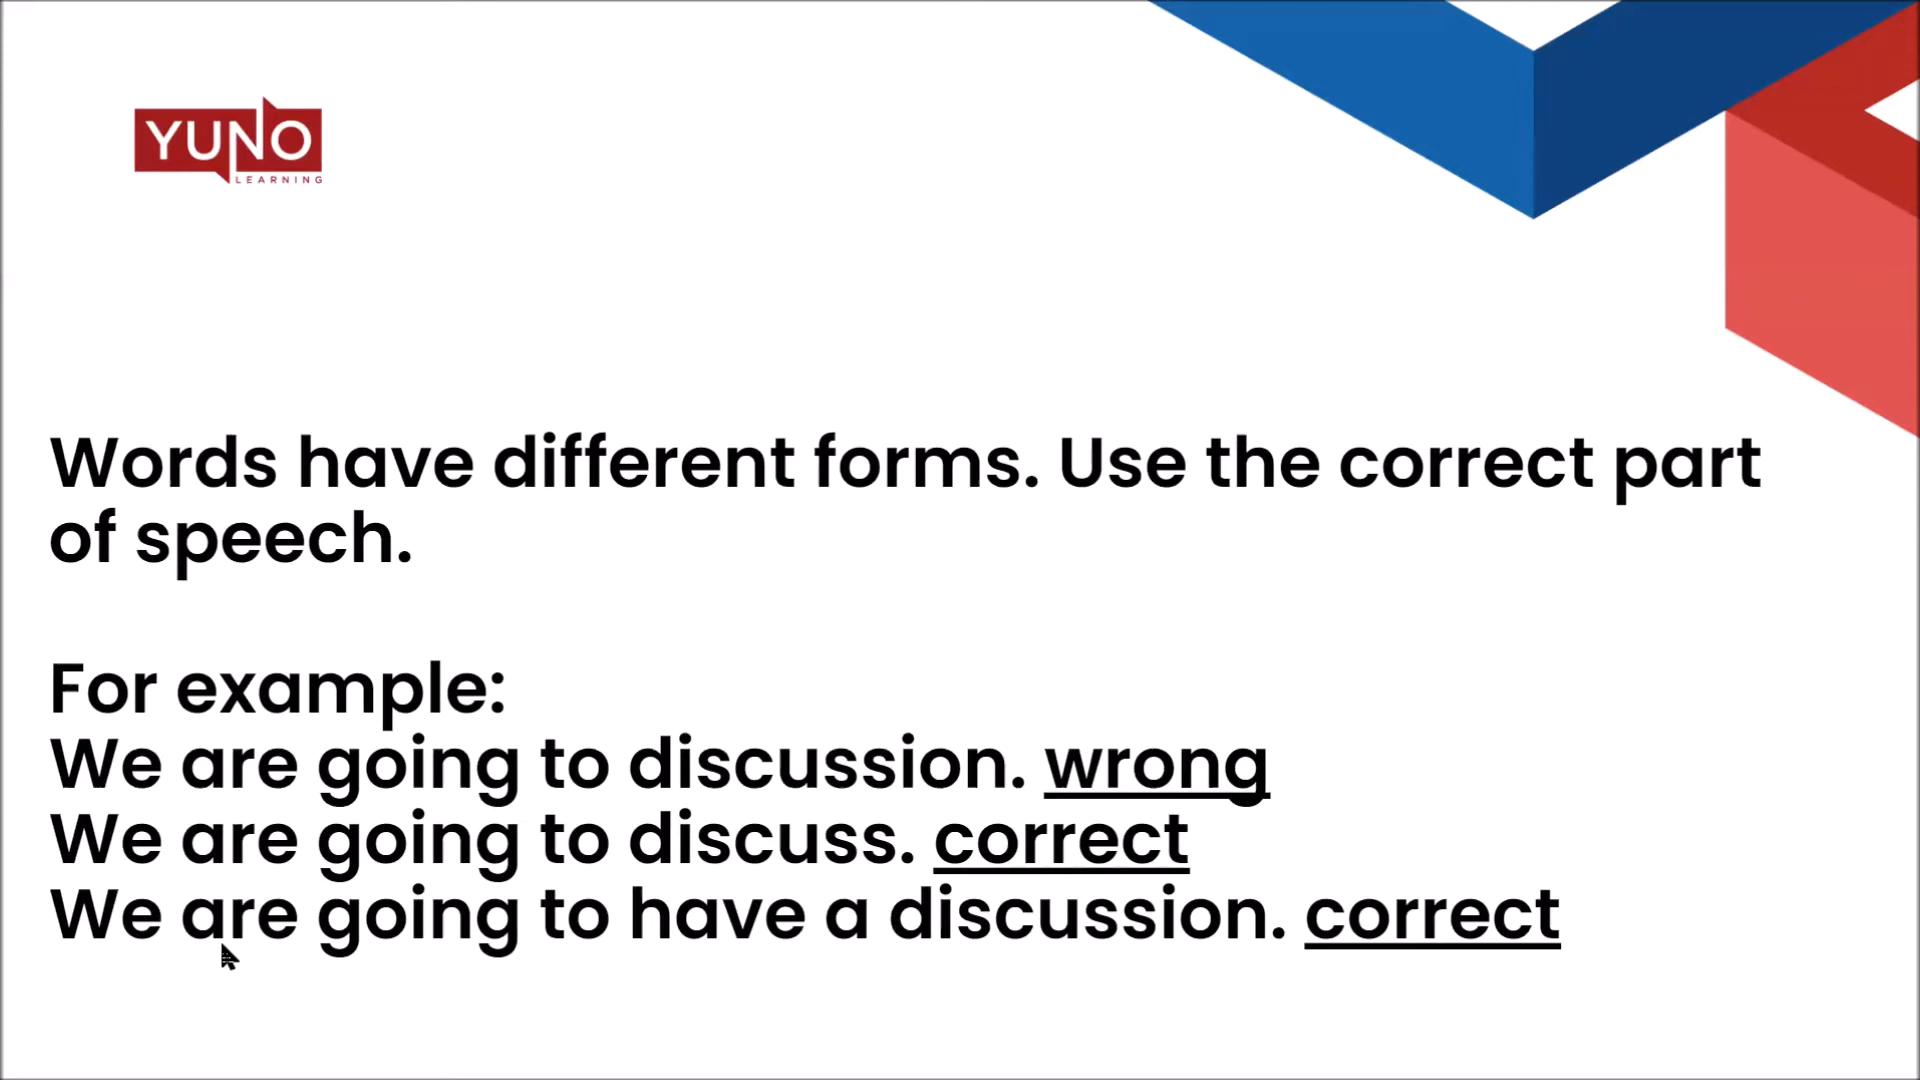 YUNO
LEARNING
Words have different forms. Use the correct part
of speech.
For example:
We are going to discussion. wrong
We are going to discuss. correct
We are going to have a discussion. correct